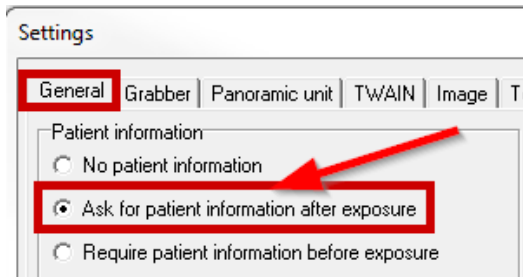 Settings
General Grabber Panoramic unit TWAIN Image T
Patient information
No patient information
Ask for patient information after exposure
Require patient information before exposure